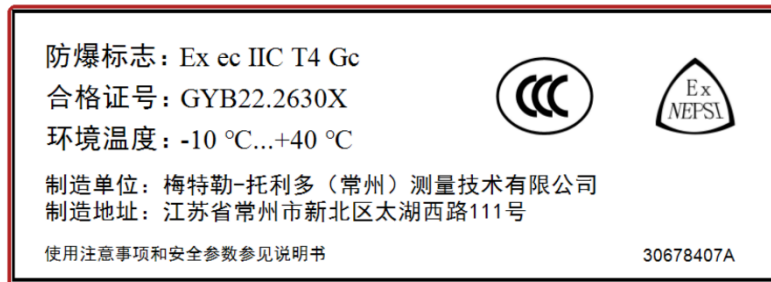 防爆标志：Ex ec IIC T4 Gc
合格证号：GYB22.2630X
环境温度：-10 ℃...+40 ℃
CCC
Ex
NEPSI
制造单位：梅特勒-托利多（常州）测量技术有限公司
制造地址：江苏省常州市新北区太湖西路111号
使用注意事项和安全参数参见说明书
30678407A